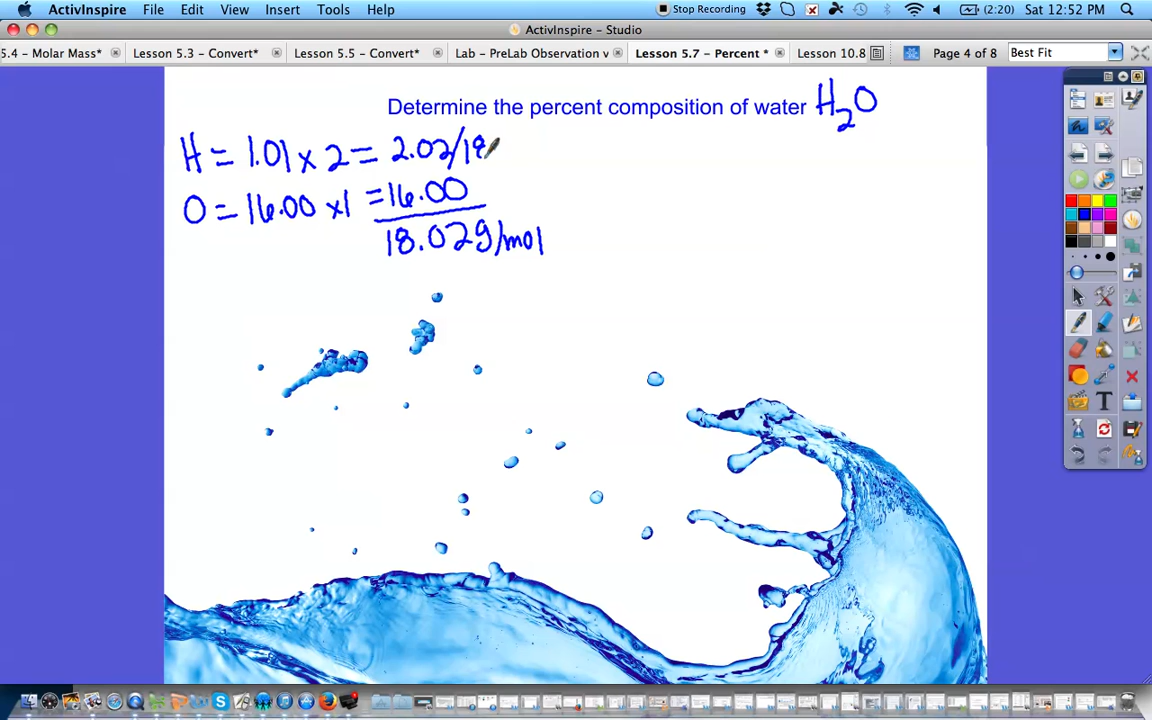 ActivInspire File Edit View Insert Tools Help Stop Recording (2:20) Sat 12:52 PM
ActivInspire - Studio
5.4 - Molar Mass* Lesson 5.3 - Convert* Lesson 5.5 - Convert* Lab - PreLab Observation v Lesson 5.7 - Percent * Lesson 10.8 Page 4 of 8 Best Fit
Determine the percent composition of water H2O
H = 1.01 x 2 = 2.02/18
O = 16.00 x1 = 16.00
18.02g/mol